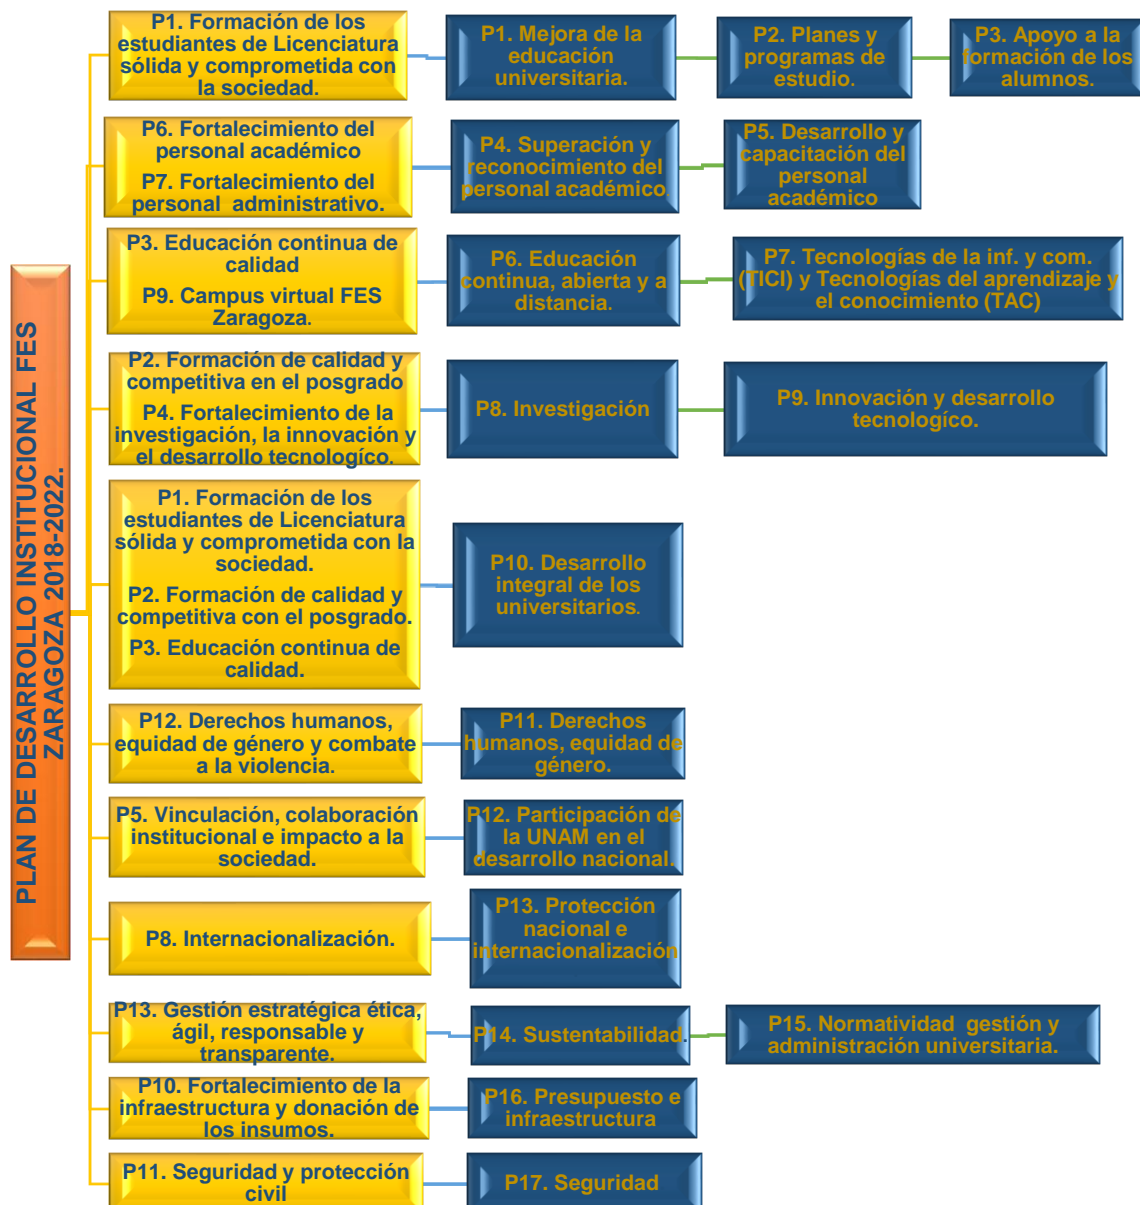 PLAN DE DESARROLLO INSTITUCIONAL FES
ZARAGOZA 2018-2022.
P1. Formación de los
estudiantes de Licenciatura
sólida y comprometida con
la sociedad.
P1. Mejora de la
educación
universitaria.
P2. Planes y
programas de
estudio.
P3. Apoyo a la
formación de los
alumnos.
P6. Fortalecimiento del
personal académico
P7. Fortalecimiento del
personal administrativo.
P4. Superación y
reconocimiento del
personal académico.
P5. Desarrollo y
capacitación del
personal
académico
P3. Educación continua de
calidad
P9. Campus virtual FES
Zaragoza.
P6. Educación
continua, abierta y a
distancia.
P7. Tecnologías de la inf. y com.
(TICI) y Tecnologías del aprendizaje y
el conocimiento (TAC)
P2. Formación de calidad y
competitiva en el posgrado
P4. Fortalecimiento de la
investigación, la innovación y
el desarrollo tecnologíco.
P8. Investigación
P9. Innovación y desarrollo
tecnologíco.
P1. Formación de los
estudiantes de Licenciatura
sólida y comprometida con la
sociedad.
P2. Formación de calidad y
competitiva con el posgrado.
P3. Educación continua de
calidad.
P10. Desarrollo
integral de los
universitarios.
P12. Derechos humanos,
equidad de género y combate
a la violencia.
P11. Derechos
humanos, equidad de
género.
P5. Vinculación, colaboración
institucional e impacto a la
sociedad.
P12. Participación de
la UNAM en el
desarrollo nacional.
P8. Internacionalización.
P13. Protección
nacional e
internacionalización
P13. Gestión estratégica ética,
ágil, responsable y
transparente.
P14. Sustentabilidad.
P15. Normatividad gestión y
administración universitaria.
P10. Fortalecimiento de la
infraestructura y donación de
los insumos.
P16. Presupuesto e
infraestructura
P11. Seguridad y protección
civil
P17. Seguridad